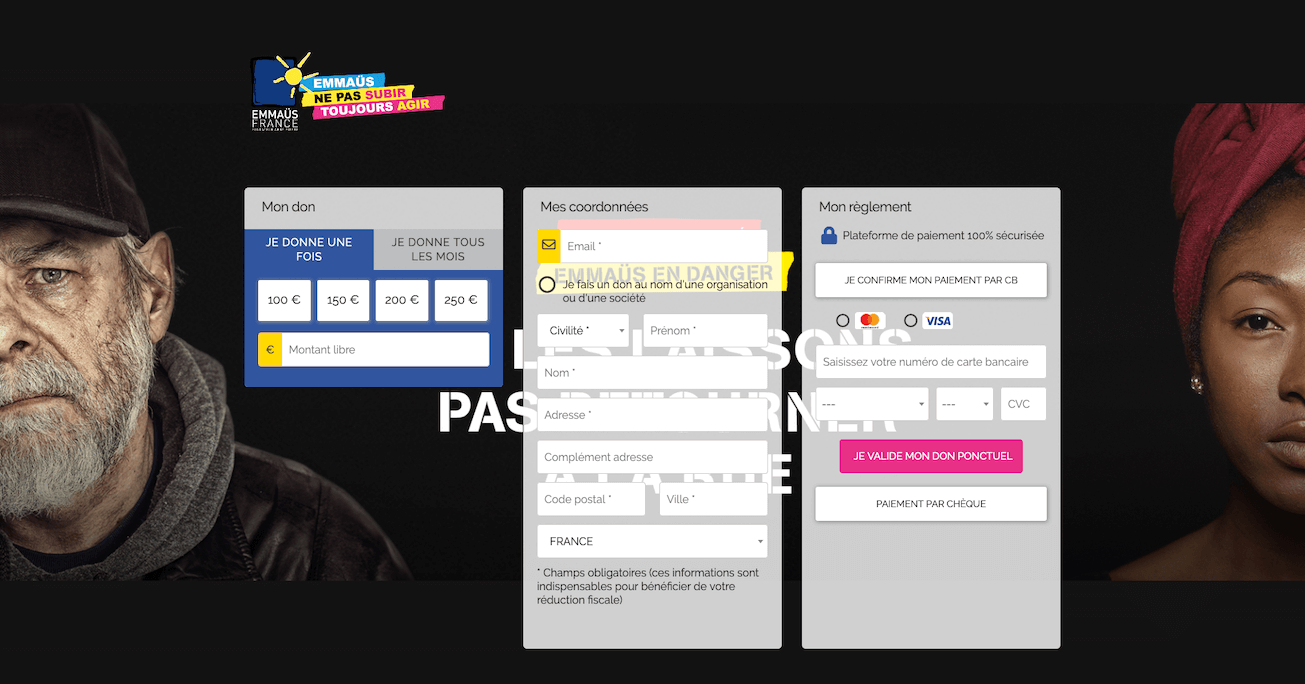 EMMAÜS
NE PAS SUBIR
TOUJOURS AGIR
EMMAÜS
FRANCE
Mon don
JE DONNE UNE
FOIS
JE DONNE TOUS
LES MOIS
100 €
150 €
200 €
250 €
€ Montant libre
Mes coordonnées
Email *
EMMAÜS EN DANGER
Je fais un don au nom d'une organisation
ou d'une société
Civilité *
Prénom *
LES LAISSONS
Nom *
PAS RETOURNER
Adresse *
Complément adresse
À LA RUE
Code postal *
Ville *
FRANCE
* Champs obligatoires (ces informations sont
indispensables pour bénéficier de votre
réduction fiscale)
Mon règlement
Plateforme de paiement 100% sécurisée
JE CONFIRME MON PAIEMENT PAR CB
VISA
Saisissez votre numéro de carte bancaire
---
---
CVC
JE VALIDE MON DON PONCTUEL
PAIEMENT PAR CHÈQUE